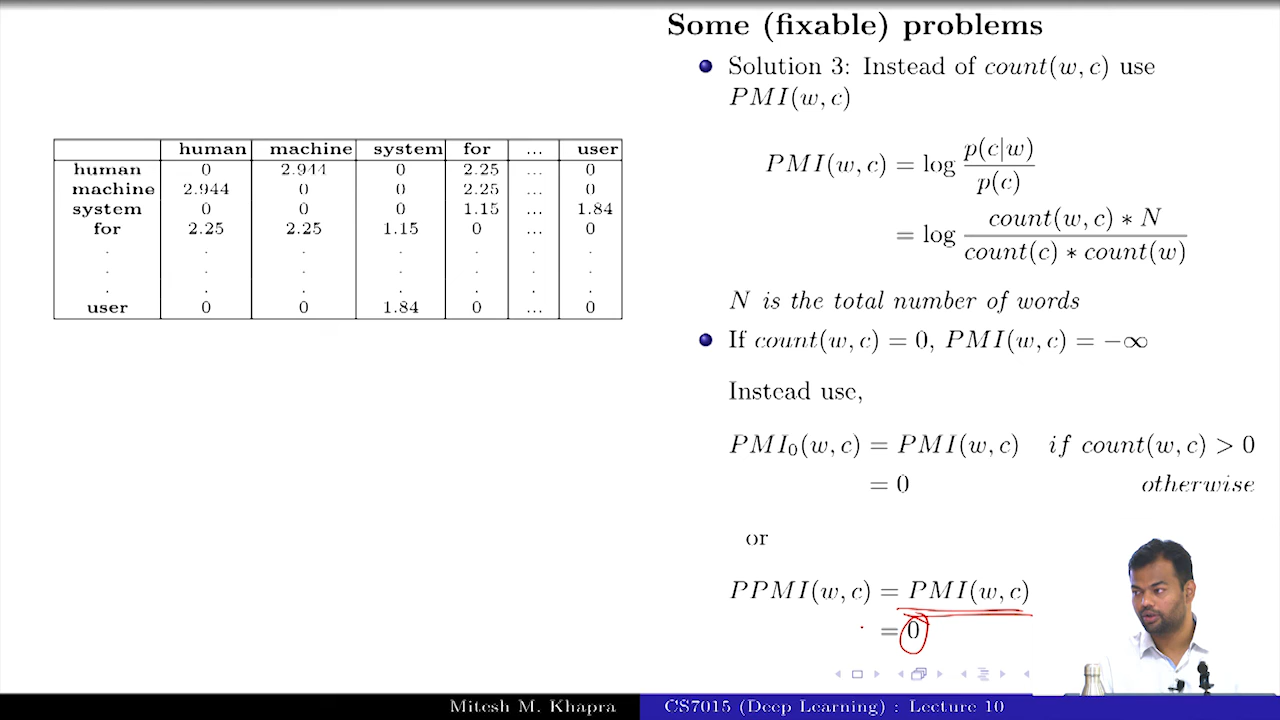 Some (fixable) problems
Solution 3: Instead of count(w, c) use
PMI(w, c)
PMI(w, c) = log p(c|w) / p(c)
= log count(w, c) ∗ N / count(c) ∗ count(w)
N is the total number of words
If count(w, c) = 0, PMI(w, c) = −∞
Instead use,
PMI₀(w, c) = PMI(w, c) if count(w, c) > 0
= 0 otherwise
or
PPMI(w, c) = PMI(w, c)
= 0
human machine system for ... user
human 0 2.944 0 2.25 ... 0
machine 2.944 0 0 2.25 ... 0
system 0 0 0 1.15 ... 1.84
for 2.25 2.25 1.15 0 ... 0
. . . . . . .
. . . . . . .
. . . . . . .
user 0 0 1.84 0 ... 0
Mitesh M. Khapra CS7015 (Deep Learning) : Lecture 10